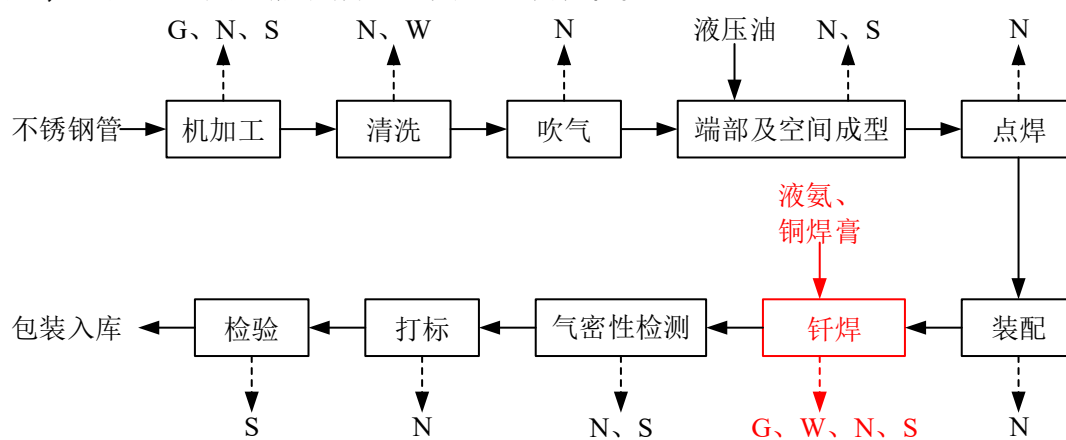 G、N、S
N、W
N
液压油
N、S
N
不锈钢管
机加工
清洗
吹气
端部及空间成型
点焊
液氨、
铜焊膏
包装入库
检验
打标
气密性检测
钎焊
装配
S
N
N、S
G、W、N、S
N